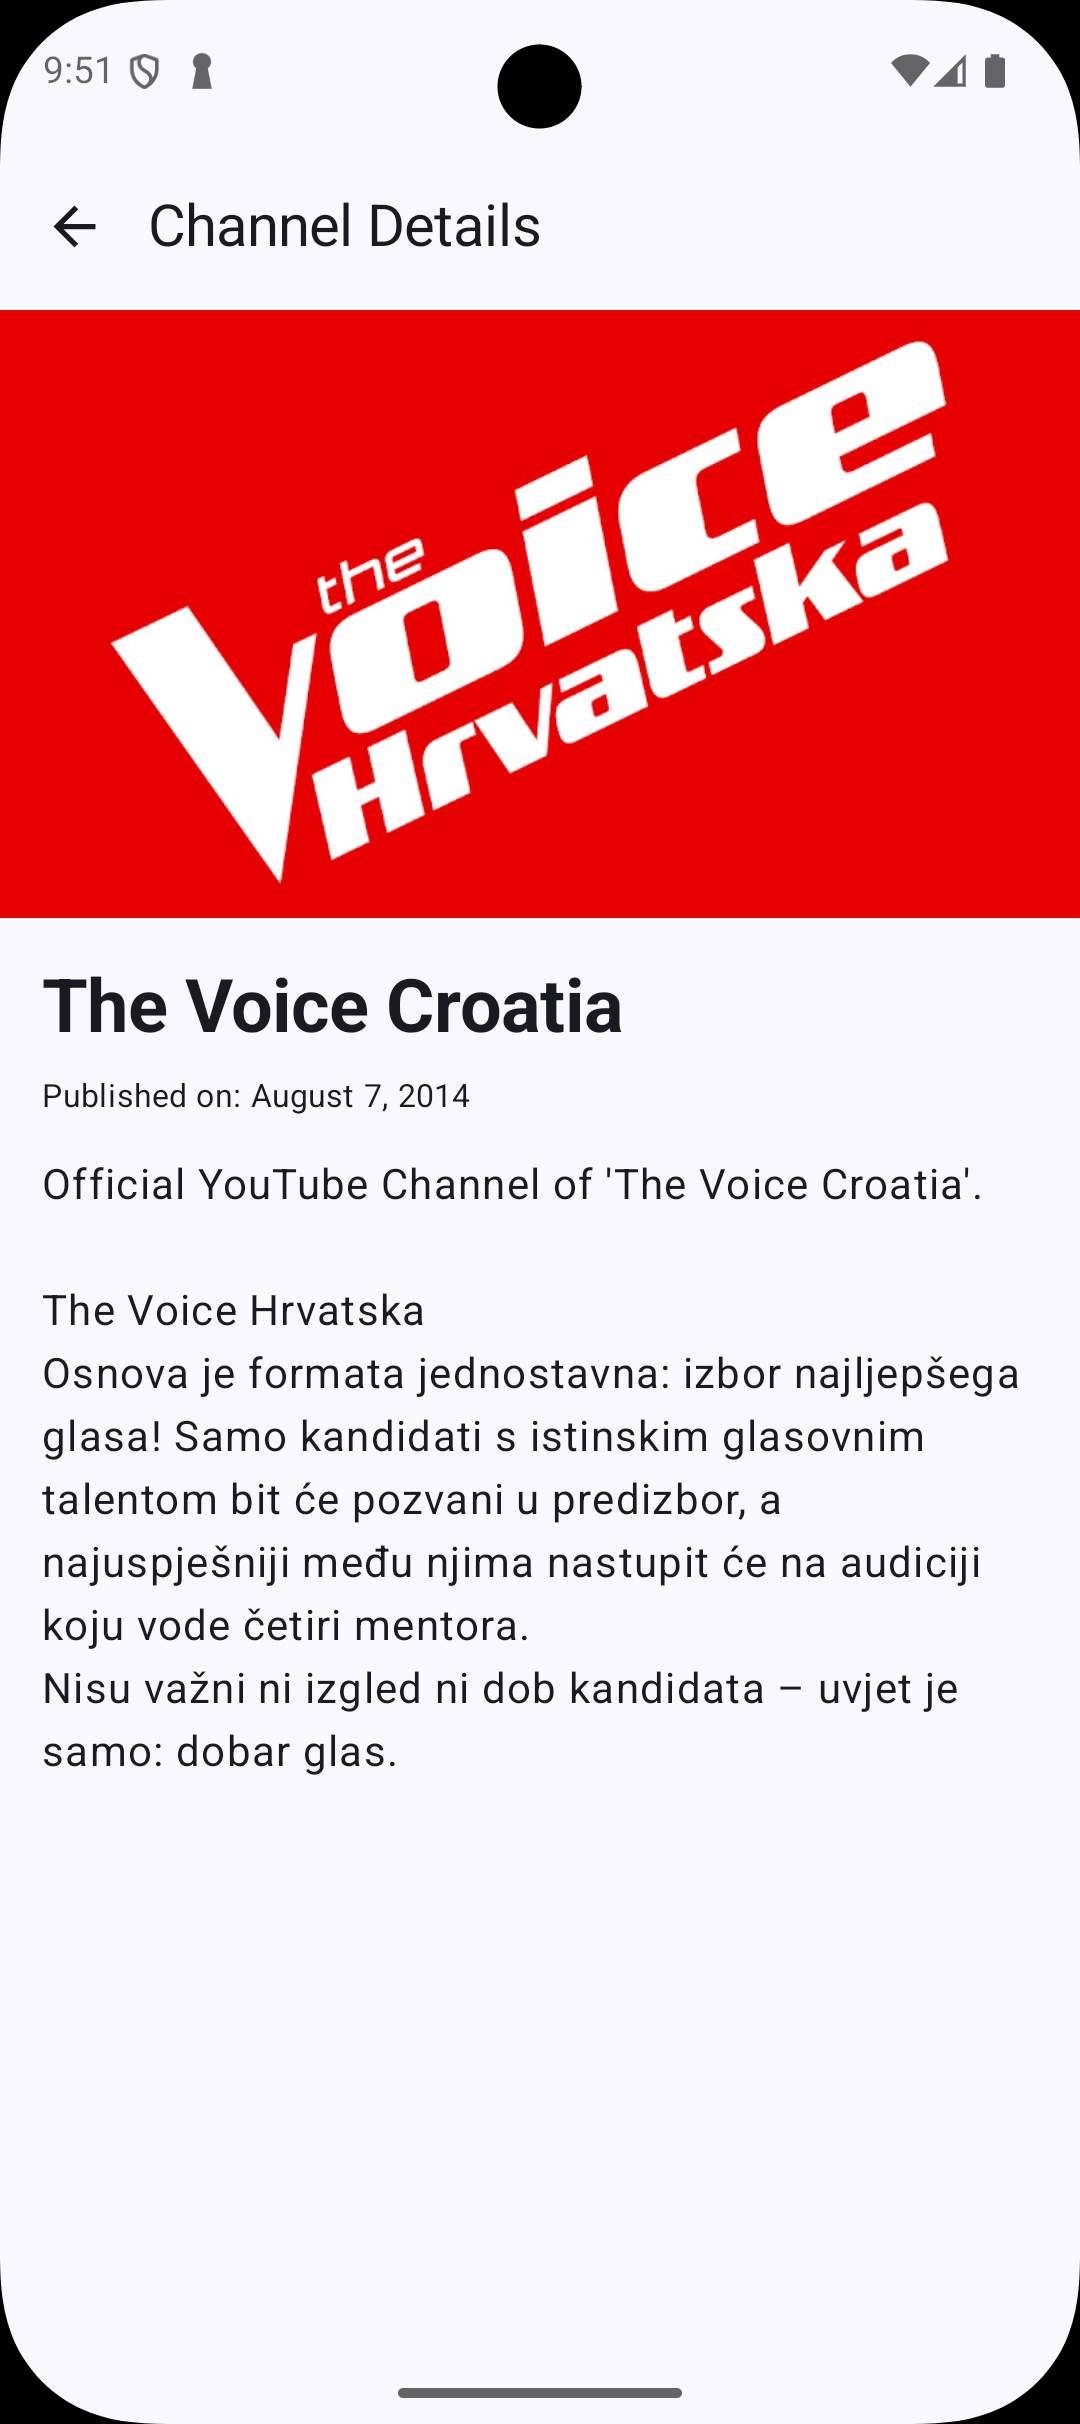 9:51
Channel Details
the
Voice
Hrvatska
The Voice Croatia
Published on: August 7, 2014
Official YouTube Channel of 'The Voice Croatia'.
The Voice Hrvatska
Osnova je formata jednostavna: izbor najljepšega
glasa! Samo kandidati s istinskim glasovnim
talentom bit će pozvani u predizbor, a
najuspješniji među njima nastupit će na audiciji
koju vode četiri mentora.
Nisu važni ni izgled ni dob kandidata – uvjet je
samo: dobar glas.